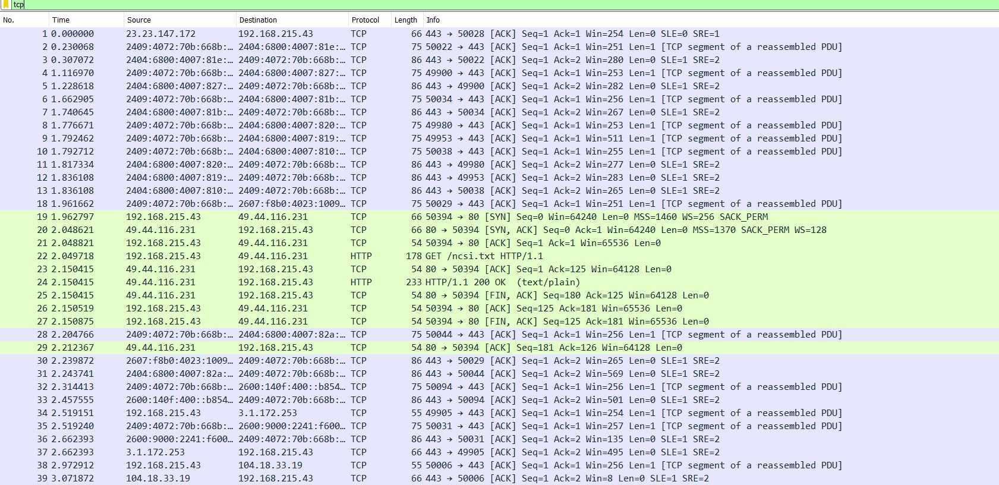 tcp
No. Time Source Destination Protocol Length Info
1 0.000000 23.23.147.172 192.168.215.43 TCP 66 443 → 50028 [ACK] Seq=1 Ack=1 Win=254 Len=0 SLE=0 SRE=1
2 0.230068 2409:4072:70b:668b:… 2404:6800:4007:81e:… TCP 75 50022 → 443 [ACK] Seq=1 Ack=1 Win=251 Len=1 [TCP segment of a reassembled PDU]
3 0.307072 2404:6800:4007:81e:… 2409:4072:70b:668b:… TCP 86 443 → 50022 [ACK] Seq=1 Ack=2 Win=280 Len=0 SLE=1 SRE=2
4 1.116970 2409:4072:70b:668b:… 2404:6800:4007:827:… TCP 75 49900 → 443 [ACK] Seq=1 Ack=1 Win=253 Len=1 [TCP segment of a reassembled PDU]
5 1.228618 2404:6800:4007:827:… 2409:4072:70b:668b:… TCP 86 443 → 49900 [ACK] Seq=1 Ack=2 Win=282 Len=0 SLE=1 SRE=2
6 1.662905 2409:4072:70b:668b:… 2404:6800:4007:81b:… TCP 75 50034 → 443 [ACK] Seq=1 Ack=1 Win=256 Len=1 [TCP segment of a reassembled PDU]
7 1.740645 2404:6800:4007:81b:… 2409:4072:70b:668b:… TCP 86 443 → 50034 [ACK] Seq=1 Ack=2 Win=267 Len=0 SLE=1 SRE=2
8 1.776671 2409:4072:70b:668b:… 2404:6800:4007:820:… TCP 75 49980 → 443 [ACK] Seq=1 Ack=1 Win=253 Len=1 [TCP segment of a reassembled PDU]
9 1.792462 2409:4072:70b:668b:… 2404:6800:4007:819:… TCP 75 49953 → 443 [ACK] Seq=1 Ack=1 Win=511 Len=1 [TCP segment of a reassembled PDU]
10 1.792712 2409:4072:70b:668b:… 2404:6800:4007:810:… TCP 75 50038 → 443 [ACK] Seq=1 Ack=1 Win=255 Len=1 [TCP segment of a reassembled PDU]
11 1.817334 2404:6800:4007:820:… 2409:4072:70b:668b:… TCP 86 443 → 49980 [ACK] Seq=1 Ack=2 Win=277 Len=0 SLE=1 SRE=2
12 1.836108 2404:6800:4007:819:… 2409:4072:70b:668b:… TCP 86 443 → 49953 [ACK] Seq=1 Ack=2 Win=283 Len=0 SLE=1 SRE=2
13 1.836108 2404:6800:4007:810:… 2409:4072:70b:668b:… TCP 86 443 → 50038 [ACK] Seq=1 Ack=2 Win=265 Len=0 SLE=1 SRE=2
18 1.961662 2409:4072:70b:668b:… 2607:f8b0:4023:1009… TCP 75 50029 → 443 [ACK] Seq=1 Ack=1 Win=251 Len=1 [TCP segment of a reassembled PDU]
19 1.962797 192.168.215.43 49.44.116.231 TCP 66 50394 → 80 [SYN] Seq=0 Win=64240 Len=0 MSS=1460 WS=256 SACK_PERM
20 2.048621 49.44.116.231 192.168.215.43 TCP 66 80 → 50394 [SYN, ACK] Seq=0 Ack=1 Win=64240 Len=0 MSS=1370 SACK_PERM WS=128
21 2.048821 192.168.215.43 49.44.116.231 TCP 54 50394 → 80 [ACK] Seq=1 Ack=1 Win=65536 Len=0
22 2.049718 192.168.215.43 49.44.116.231 HTTP 178 GET /ncsi.txt HTTP/1.1
23 2.150415 49.44.116.231 192.168.215.43 TCP 54 80 → 50394 [ACK] Seq=1 Ack=125 Win=64128 Len=0
24 2.150415 49.44.116.231 192.168.215.43 HTTP 233 HTTP/1.1 200 OK (text/plain)
25 2.150415 49.44.116.231 192.168.215.43 TCP 54 80 → 50394 [FIN, ACK] Seq=180 Ack=125 Win=64128 Len=0
26 2.150519 192.168.215.43 49.44.116.231 TCP 54 50394 → 80 [ACK] Seq=125 Ack=181 Win=65536 Len=0
27 2.150875 192.168.215.43 49.44.116.231 TCP 54 50394 → 80 [FIN, ACK] Seq=125 Ack=181 Win=65536 Len=0
28 2.204766 2409:4072:70b:668b:… 2404:6800:4007:82a:… TCP 75 50044 → 443 [ACK] Seq=1 Ack=1 Win=256 Len=1 [TCP segment of a reassembled PDU]
29 2.212367 49.44.116.231 192.168.215.43 TCP 54 80 → 50394 [ACK] Seq=181 Ack=126 Win=64128 Len=0
30 2.239872 2607:f8b0:4023:1009… 2409:4072:70b:668b:… TCP 86 443 → 50029 [ACK] Seq=1 Ack=2 Win=265 Len=0 SLE=1 SRE=2
31 2.243741 2404:6800:4007:82a:… 2409:4072:70b:668b:… TCP 86 443 → 50044 [ACK] Seq=1 Ack=2 Win=569 Len=0 SLE=1 SRE=2
32 2.314413 2409:4072:70b:668b:… 2600:140f:400::b854… TCP 75 50094 → 443 [ACK] Seq=1 Ack=1 Win=256 Len=1 [TCP segment of a reassembled PDU]
33 2.457555 2600:140f:400::b854… 2409:4072:70b:668b:… TCP 86 443 → 50094 [ACK] Seq=1 Ack=2 Win=501 Len=0 SLE=1 SRE=2
34 2.519151 192.168.215.43 3.1.172.253 TCP 55 49905 → 443 [ACK] Seq=1 Ack=1 Win=254 Len=1 [TCP segment of a reassembled PDU]
35 2.519240 2409:4072:70b:668b:… 2600:9000:2241:f600… TCP 75 50031 → 443 [ACK] Seq=1 Ack=1 Win=257 Len=1 [TCP segment of a reassembled PDU]
36 2.662393 2600:9000:2241:f600… 2409:4072:70b:668b:… TCP 86 443 → 50031 [ACK] Seq=1 Ack=2 Win=135 Len=0 SLE=1 SRE=2
37 2.662393 3.1.172.253 192.168.215.43 TCP 66 443 → 49905 [ACK] Seq=1 Ack=2 Win=495 Len=0 SLE=1 SRE=2
38 2.972912 192.168.215.43 104.18.33.19 TCP 55 50006 → 443 [ACK] Seq=1 Ack=1 Win=256 Len=1 [TCP segment of a reassembled PDU]
39 3.071872 104.18.33.19 192.168.215.43 TCP 66 443 → 50006 [ACK] Seq=1 Ack=2 Win=8 Len=0 SLE=1 SRE=2